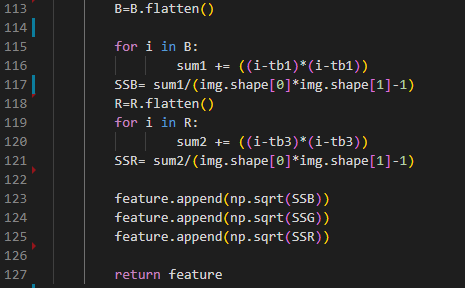 113 B=B.flatten()
114
115 for i in B:
116 sum1 += ((i-tb1)*(i-tb1))
117 SSB= sum1/(img.shape[0]*img.shape[1]-1)
118 R=R.flatten()
119 for i in R:
120 sum2 += ((i-tb3)*(i-tb3))
121 SSR= sum2/(img.shape[0]*img.shape[1]-1)
122
123 feature.append(np.sqrt(SSB))
124 feature.append(np.sqrt(SSG))
125 feature.append(np.sqrt(SSR))
126
127 return feature